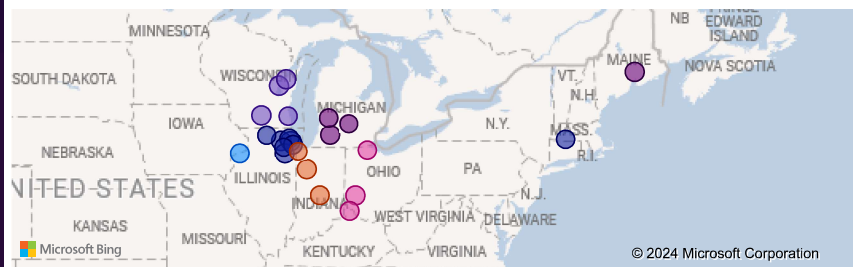 NB
PRINCE
EDWARD
ISLAND
MINNESOTA
MAINE
NOVA SCOTIA
SOUTH DAKOTA
WISCONS
VT.
N.H.
MICHIGAN
IOWA
N.Y.
MASS.
NEBRASKA
R.I.
OHIO
PA
ILLINOIS
NITED STATES
N.J.
INDIANA
WEST VIRGINIA
DELAWARE
KANSAS
MISSOURI
KENTUCKY
VIRGINIA
Microsoft Bing
© 2024 Microsoft Corporation